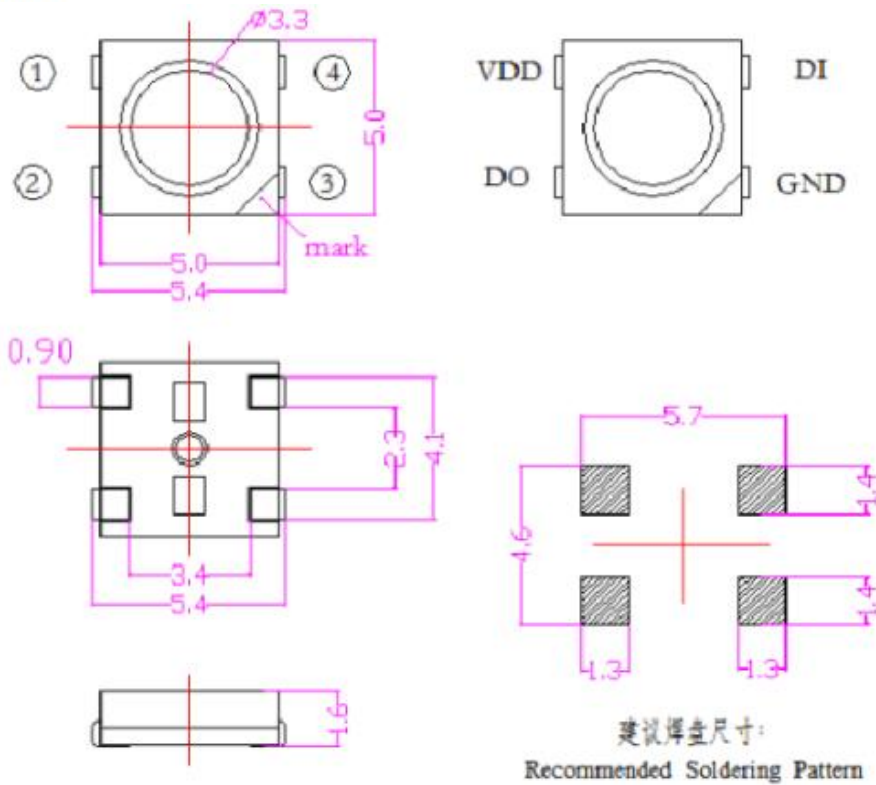 ø3.3
① ④
5.0
② ③
mark
5.0
5.4
VDD DI
DO GND
0.90
2.3
4.1
3.4
5.4
5.7
4.6
1.4
1.4
1.3 1.3
1.6
建议焊盘尺寸:
Recommended Soldering Pattern